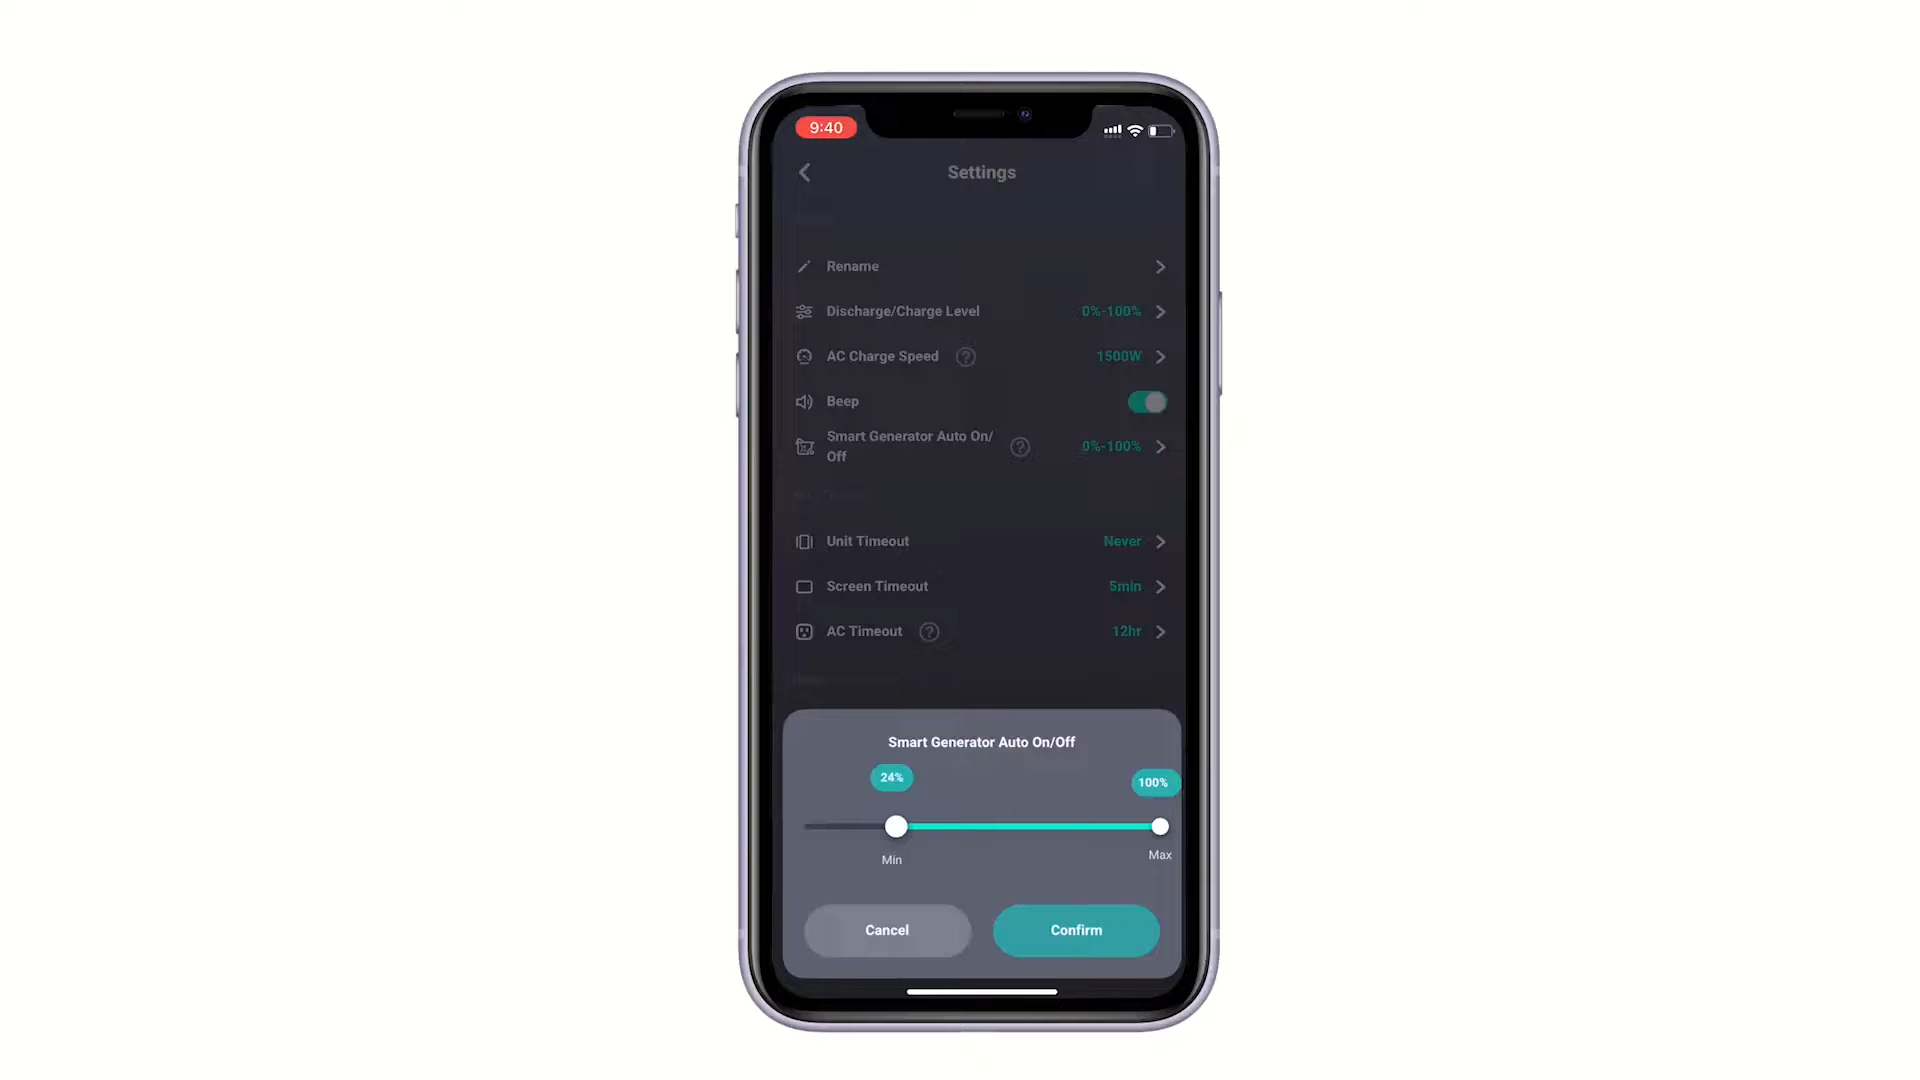 9:40
Settings
Rename
Discharge/Charge Level 0%-100%
AC Charge Speed ? 1500W
Beep
Smart Generator Auto On/
Off ? 0%-100%
Unit Timeout Never
Screen Timeout 5min
AC Timeout ? 12hr
Smart Generator Auto On/Off
24% 100%
Min Max
Cancel Confirm